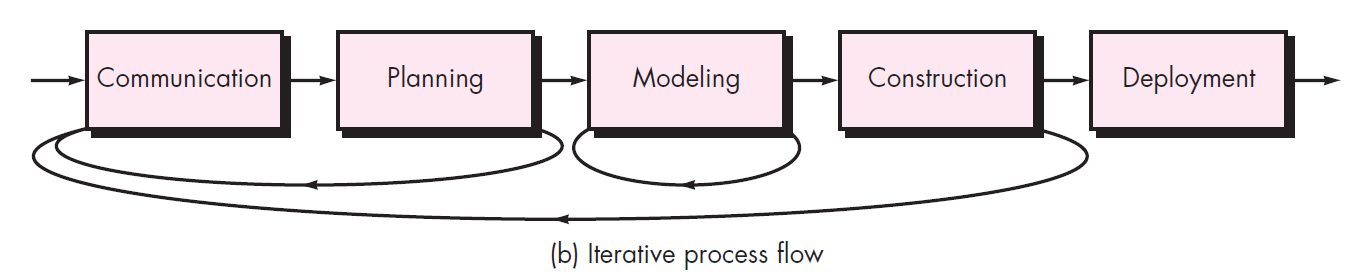 Communication
Planning
Modeling
Construction
Deployment
(b) Iterative process flow